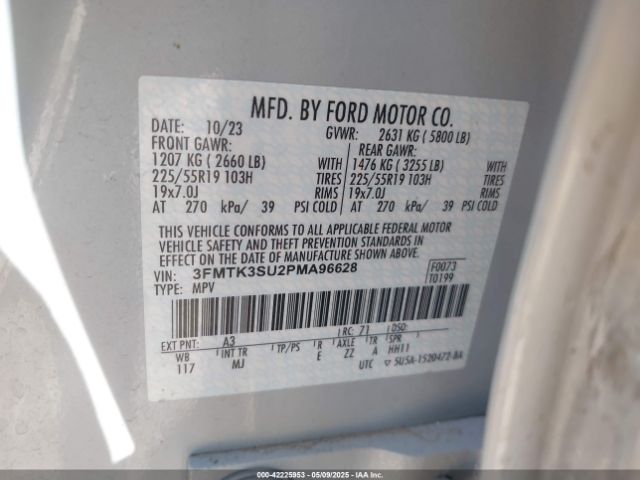 MFD. BY FORD MOTOR CO.
DATE: 10/23 GVWR: 2631 KG ( 5800 LB)
FRONT GAWR: REAR GAWR:
1207 KG ( 2660 LB) WITH 1476 KG ( 3255 LB) WITH
225/55R19 103H TIRES 225/55R19 103H TIRES
19x7.0J RIMS 19x7.0J RIMS
AT 270 kPa/ 39 PSI COLD AT 270 kPa/ 39 PSI COLD
THIS VEHICLE CONFORMS TO ALL APPLICABLE FEDERAL MOTOR
VEHICLE SAFETY AND THEFT PREVENTION STANDARDS IN
EFFECT ON THE DATE OF MANUFACTURE SHOWN ABOVE.
VIN: 3FMTK3SU2PMA96628 F0073
TYPE: MPV T0199
EXT PNT: A3 RC: 71 DSO:
WB INT TR TP/PS R AXLE TR SPR
117 MJ E ZZ A HH11
UTC 5U5A-1520472-BA
000-42225953 - 05/09/2025 - IAA Inc.